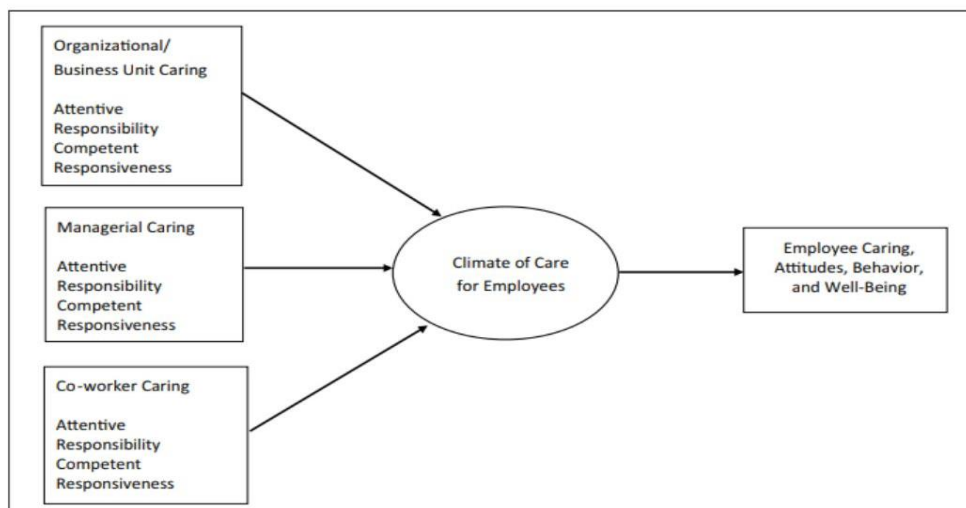 Organizational/
Business Unit Caring
Attentive
Responsibility
Competent
Responsiveness
Managerial Caring
Attentive
Responsibility
Competent
Responsiveness
Co-worker Caring
Attentive
Responsibility
Competent
Responsiveness
Climate of Care
for Employees
Employee Caring,
Attitudes, Behavior,
and Well-Being